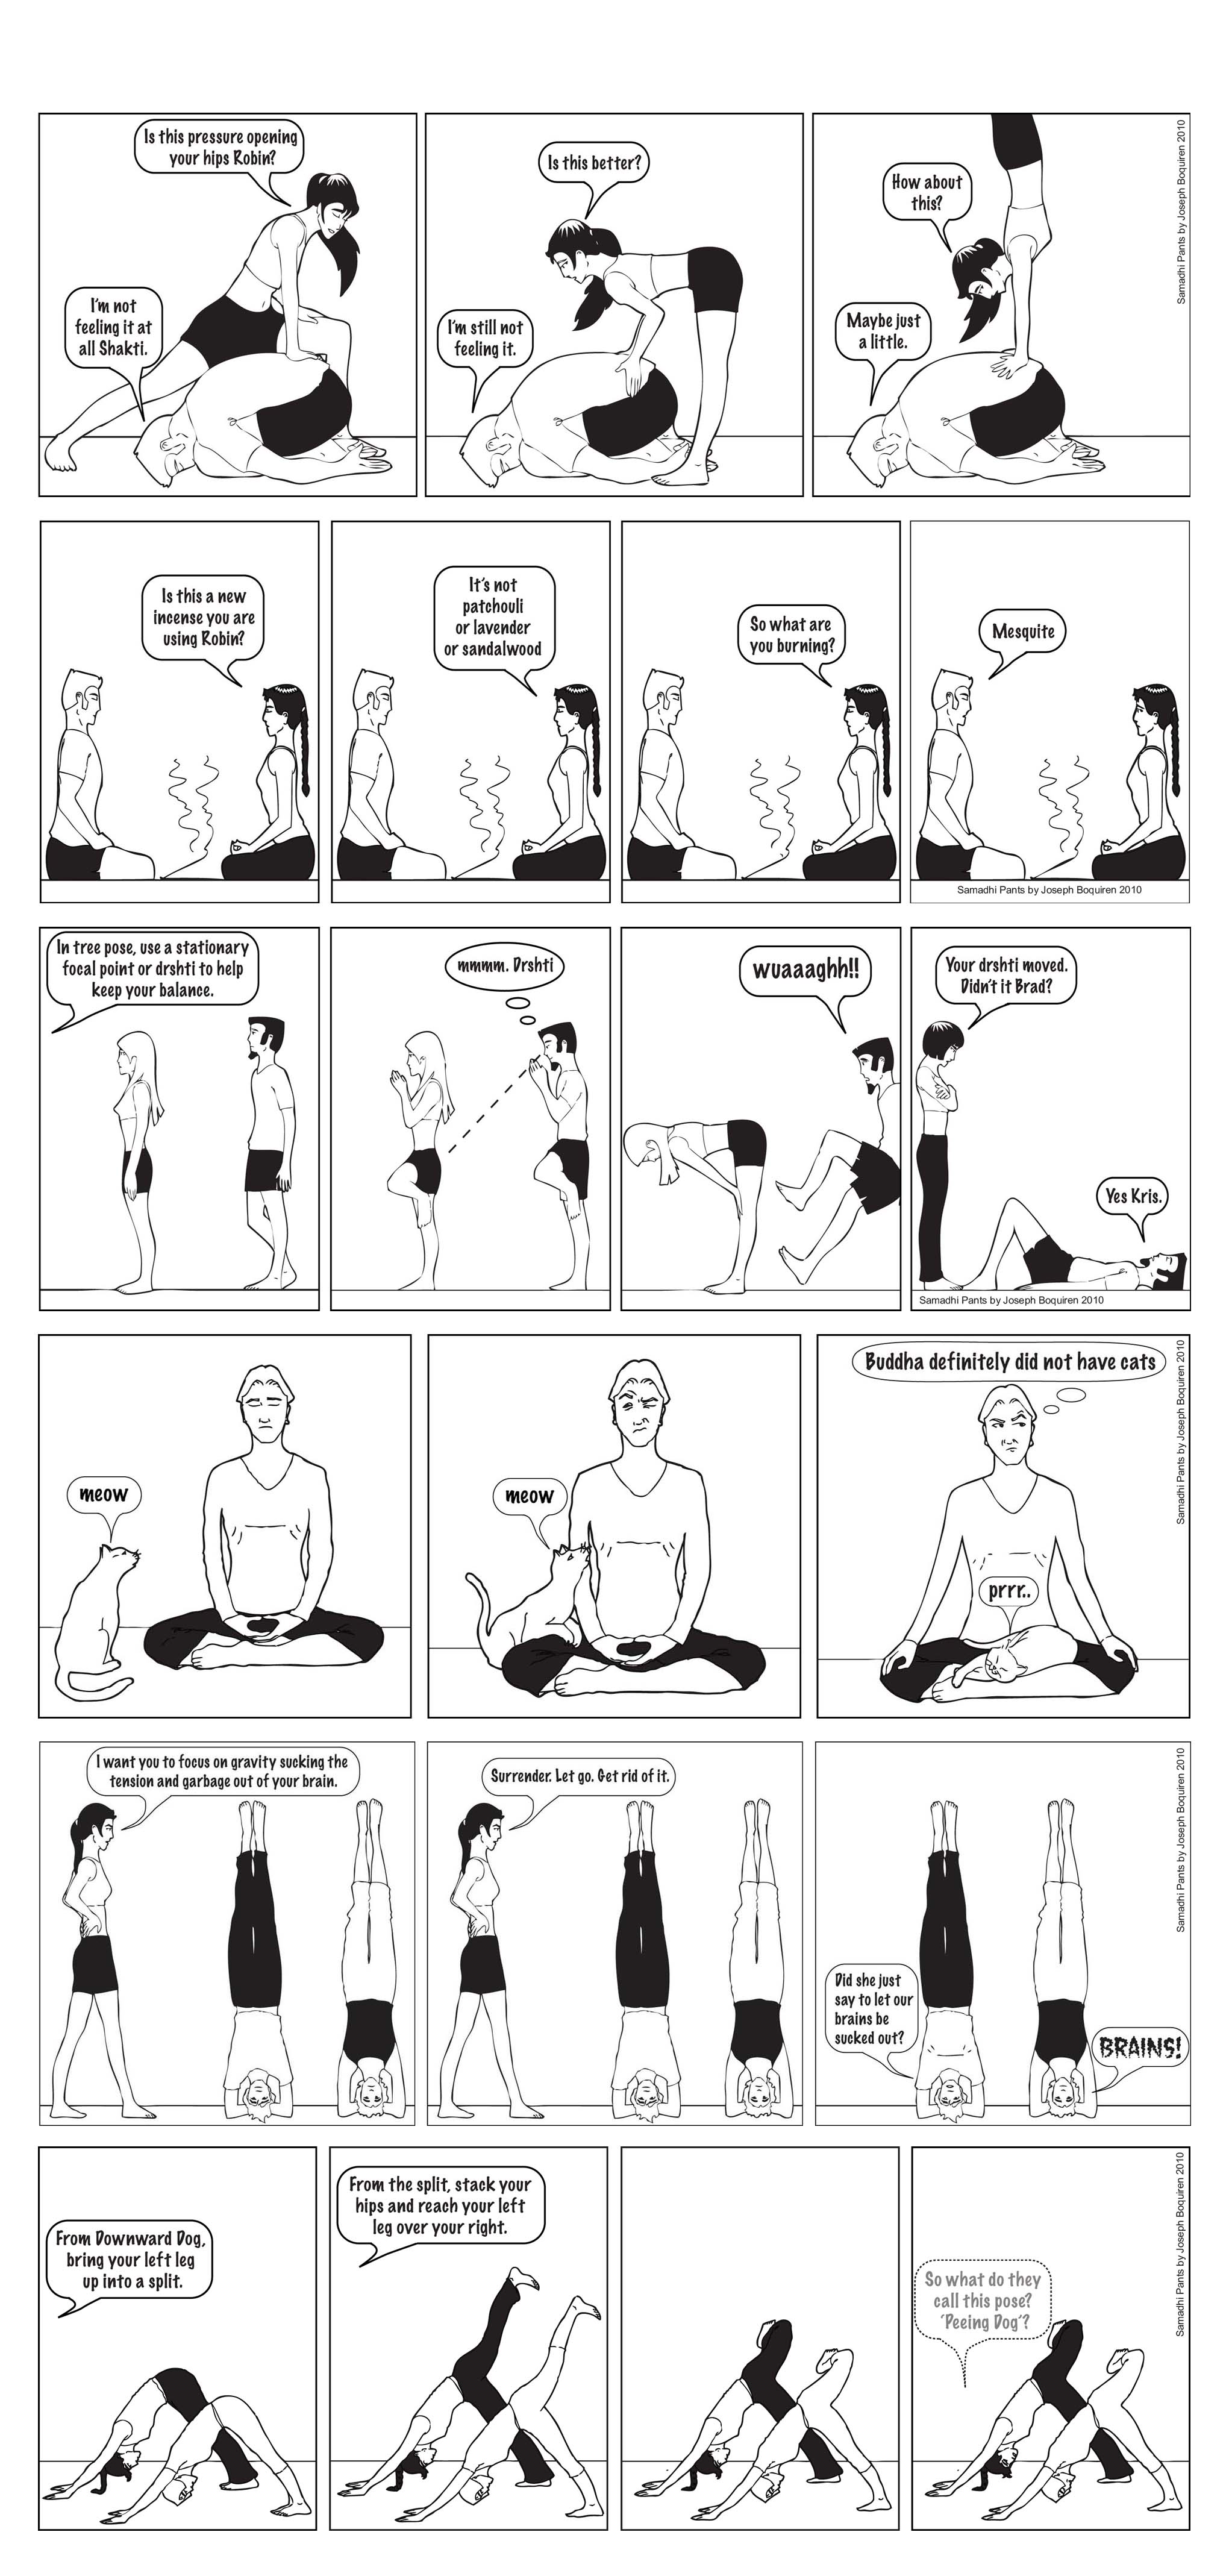 Is this pressure opening
your hips Robin?
I'm not
feeling it at
all Shakti.
Is this better?
I'm still not
feeling it.
How about
this?
Maybe just
a little.
Samadhi Pants by Joseph Boquiren 2010
Is this a new
incense you are
using Robin?
It's not
patchouli
or lavender
or sandalwood
So what are
you burning?
Mesquite
Samadhi Pants by Joseph Boquiren 2010
In tree pose, use a stationary
focal point or drshti to help
keep your balance.
mmmm. Drshti
wuaaaghh!!
Your drshti moved.
Didn't it Brad?
Yes Kris.
Samadhi Pants by Joseph Boquiren 2010
meow
meow
Buddha definitely did not have cats
prrr..
Samadhi Pants by Joseph Boquiren 2010
I want you to focus on gravity sucking the
tension and garbage out of your brain.
Surrender. Let go. Get rid of it.
Did she just
say to let our
brains be
sucked out?
BRAINS!
Samadhi Pants by Joseph Boquiren 2010
From Downward Dog,
bring your left leg
up into a split.
From the split, stack your
hips and reach your left
leg over your right.
So what do they
call this pose?
'Peeing Dog'?
Samadhi Pants by Joseph Boquiren 2010